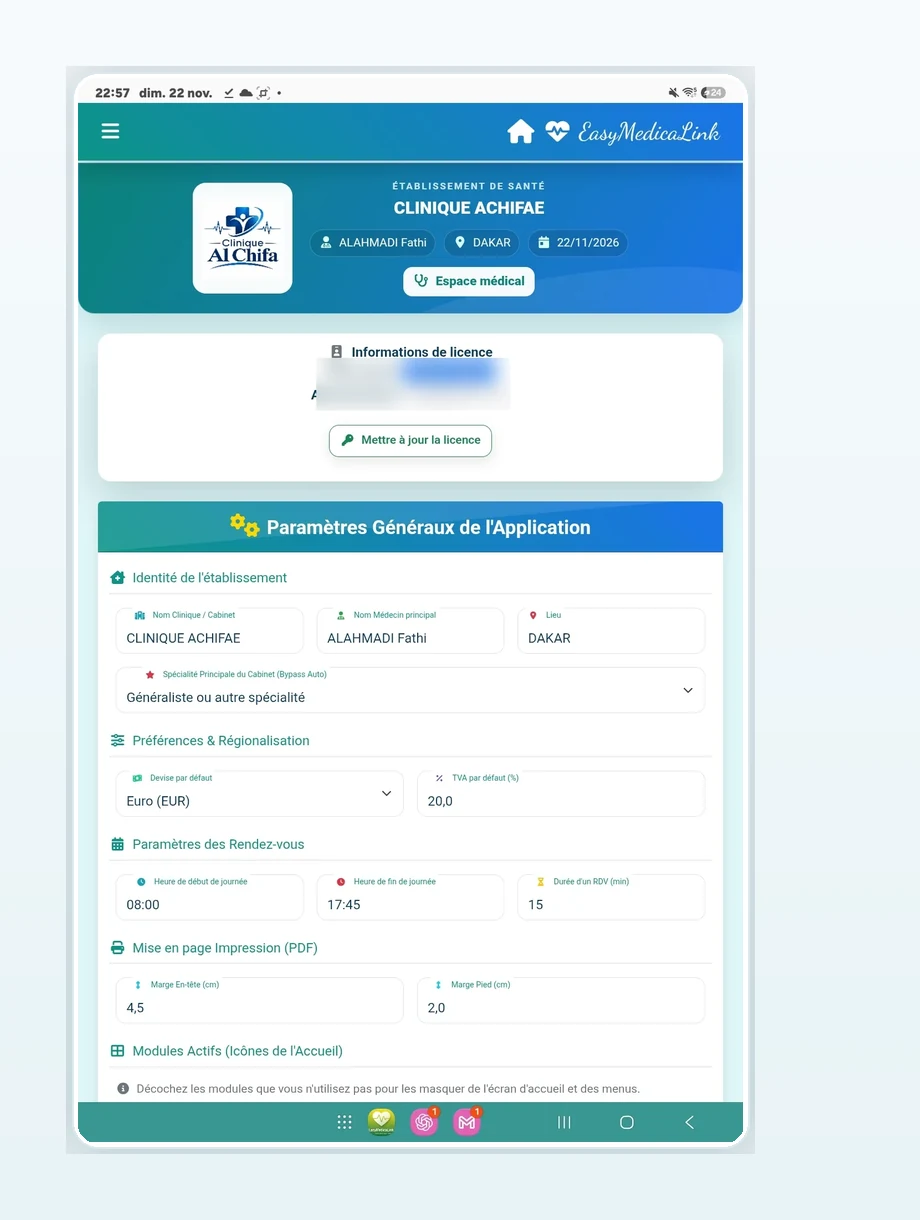 22:57 dim. 22 nov.
24
EasyMedicaLink
ÉTABLISSEMENT DE SANTÉ
CLINIQUE ACHIFAE
Clinique
Al Chifa
ALAHMADI Fathi
DAKAR
22/11/2026
Espace médical
Informations de licence
Mettre à jour la licence
Paramètres Généraux de l'Application
Identité de l'établissement
Nom Clinique / Cabinet
CLINIQUE ACHIFAE
Nom Médecin principal
ALAHMADI Fathi
Lieu
DAKAR
Spécialité Principale du Cabinet (Bypass Auto)
Généraliste ou autre spécialité
Préférences & Régionalisation
Devise par défaut
Euro (EUR)
TVA par défaut (%)
20,0
Paramètres des Rendez-vous
Heure de début de journée
08:00
Heure de fin de journée
17:45
Durée d'un RDV (min)
15
Mise en page Impression (PDF)
Marge En-tête (cm)
4,5
Marge Pied (cm)
2,0
Modules Actifs (Icônes de l'Accueil)
Décochez les modules que vous n'utilisez pas pour les masquer de l'écran d'accueil et des menus.
1
1